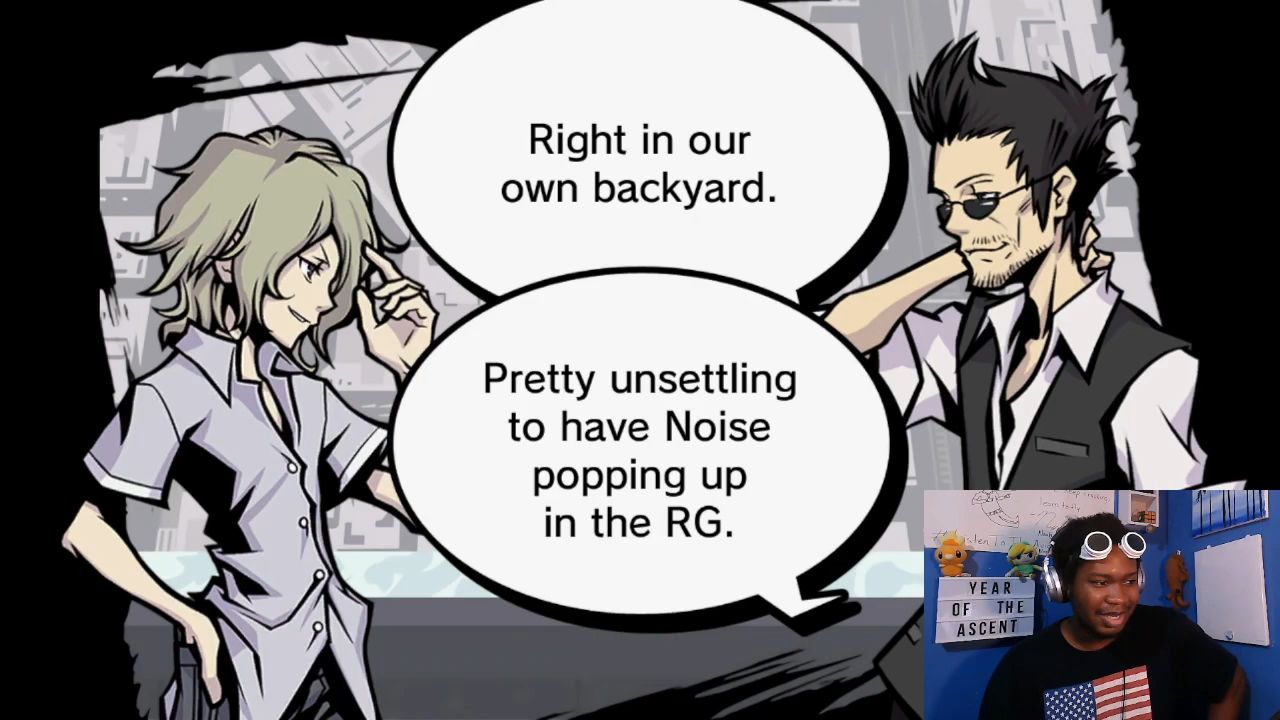 Right in our
own backyard.
Pretty unsettling
to have Noise
popping up
in the RG.
YEAR
OF THE
ASCENT